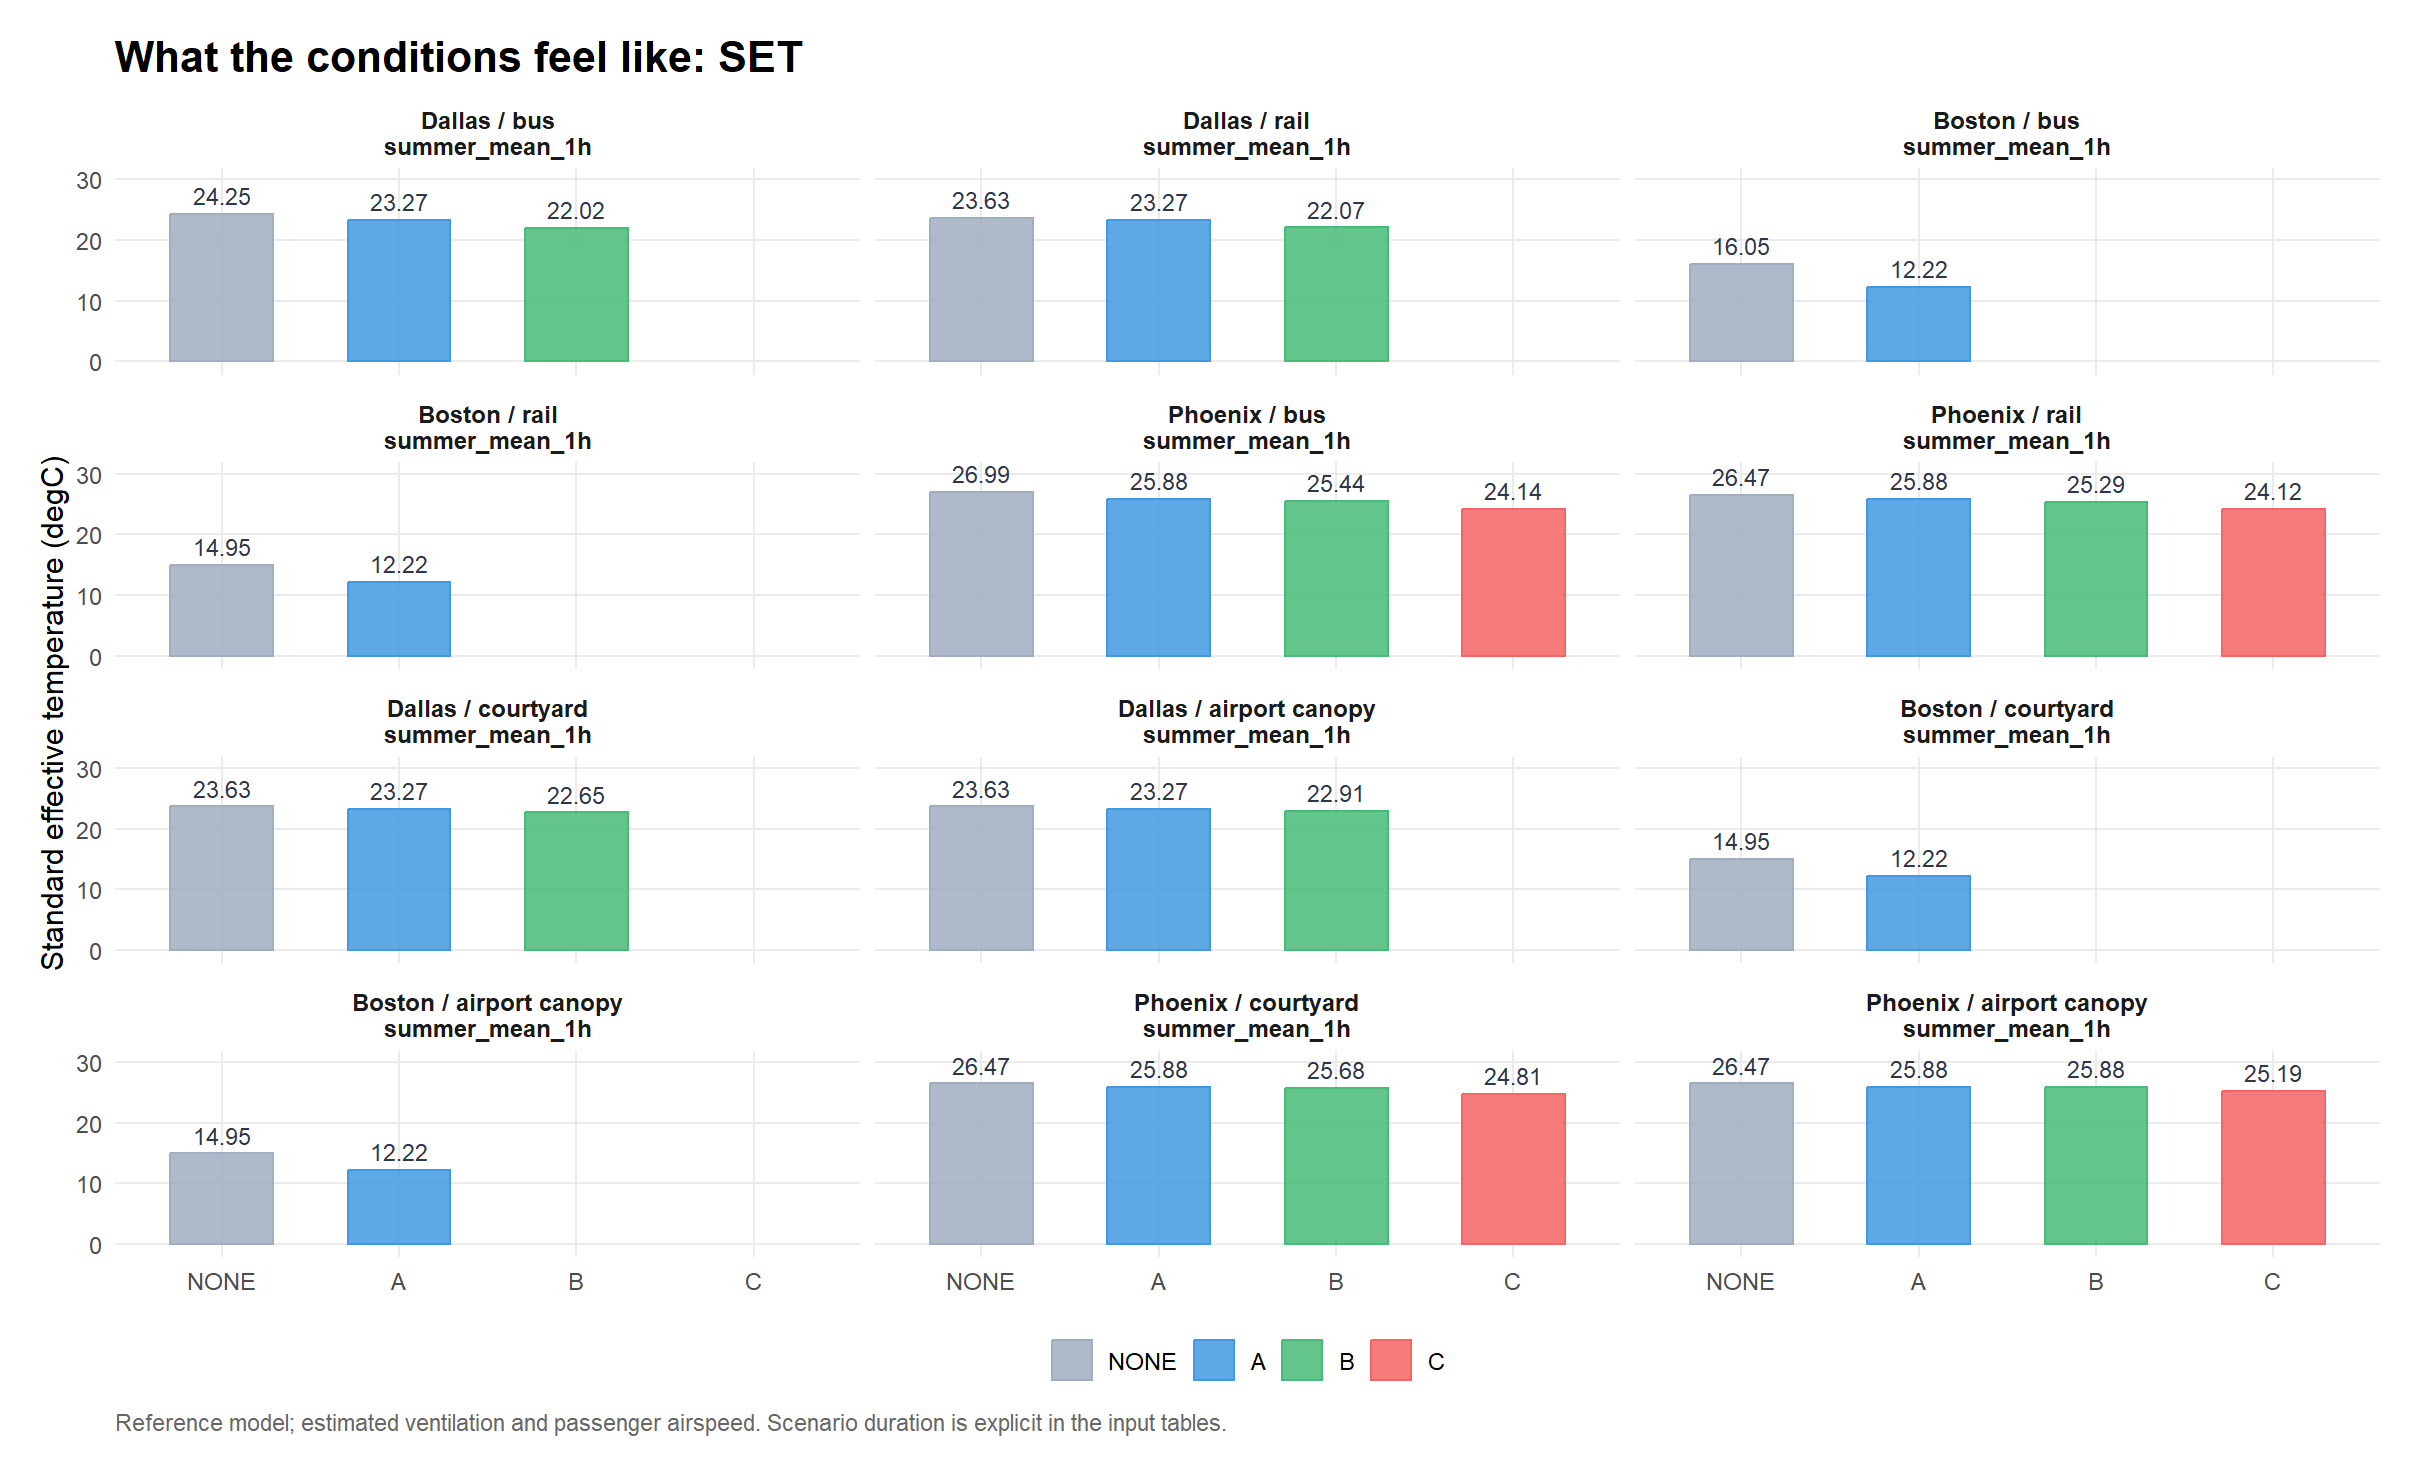 What the conditions feel like: SET
Dallas / bus
summer_mean_1h
Dallas / rail
summer_mean_1h
Boston / bus
summer_mean_1h
30
20
10
0
24.25
23.27
22.02
23.63
23.27
22.07
16.05
12.22
Boston / rail
summer_mean_1h
Phoenix / bus
summer_mean_1h
Phoenix / rail
summer_mean_1h
Standard effective temperature (degC)
30
20
10
0
14.95
12.22
26.99
25.88
25.44
24.14
26.47
25.88
25.29
24.12
Dallas / courtyard
summer_mean_1h
Dallas / airport canopy
summer_mean_1h
Boston / courtyard
summer_mean_1h
30
20
10
0
23.63
23.27
22.65
23.63
23.27
22.91
14.95
12.22
Boston / airport canopy
summer_mean_1h
Phoenix / courtyard
summer_mean_1h
Phoenix / airport canopy
summer_mean_1h
30
20
10
0
14.95
12.22
26.47
25.88
25.68
24.81
26.47
25.88
25.88
25.19
NONE A B C
NONE A B C
NONE A B C
NONE A B C
Reference model; estimated ventilation and passenger airspeed. Scenario duration is explicit in the input tables.